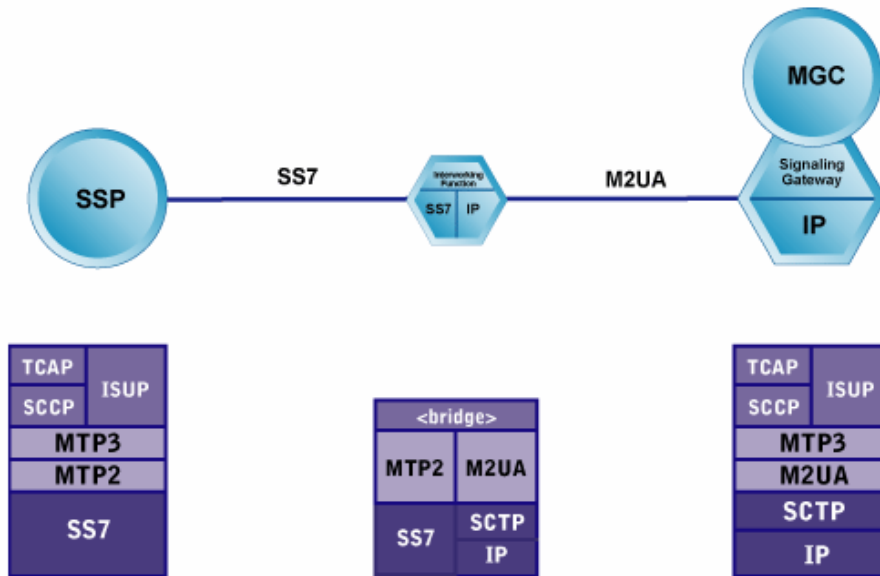 MGC
SSP
SS7
Interworking
Function
SS7 IP
M2UA
Signaling
Gateway
IP
TCAP
ISUP
SCCP
MTP3
MTP2
SS7
<bridge>
MTP2 M2UA
SS7
SCTP
IP
TCAP
ISUP
SCCP
MTP3
M2UA
SCTP
IP